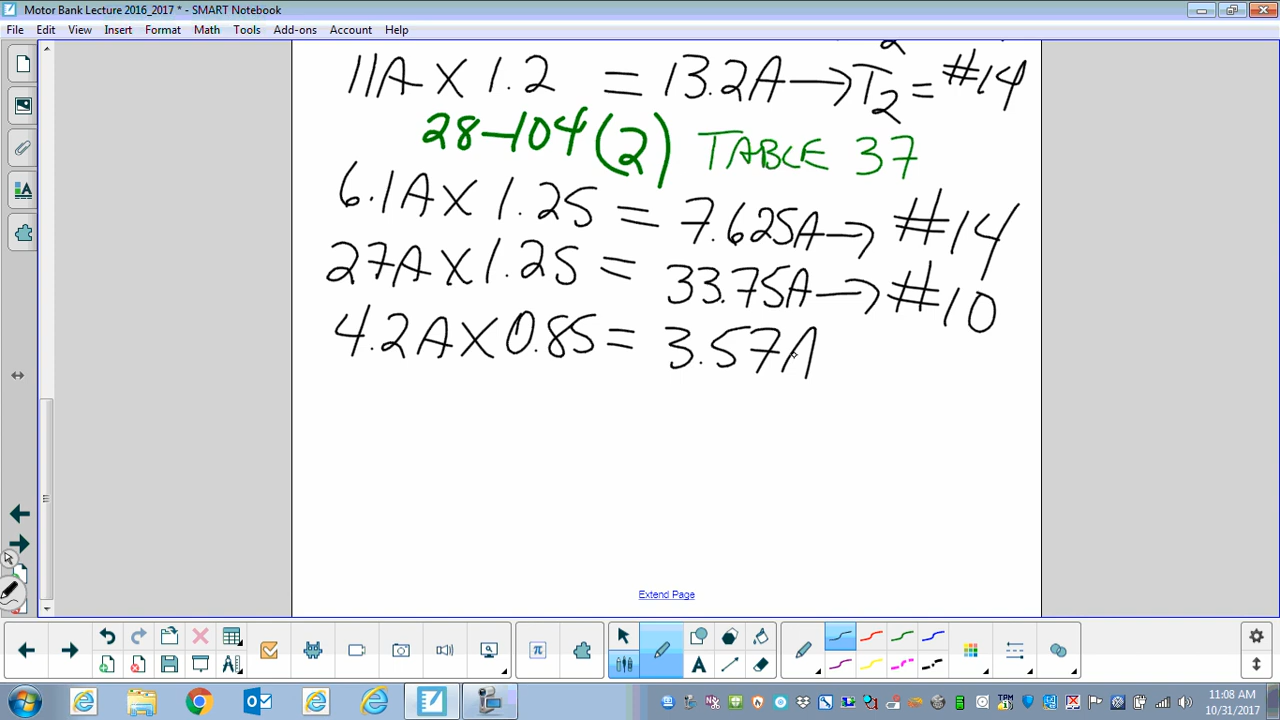 Motor Bank Lecture 2016_2017 * - SMART Notebook
File Edit View Insert Format Math Tools Add-ons Account Help
2
11A X 1.2 = 13.2A → T2 = #14
28-104(2) TABLE 37
6.1A X 1.25 = 7.625A → #14
27A X 1.25 = 33.75A → #10
4.2A X 0.85 = 3.57A
Extend Page
11:08 AM
10/31/2017